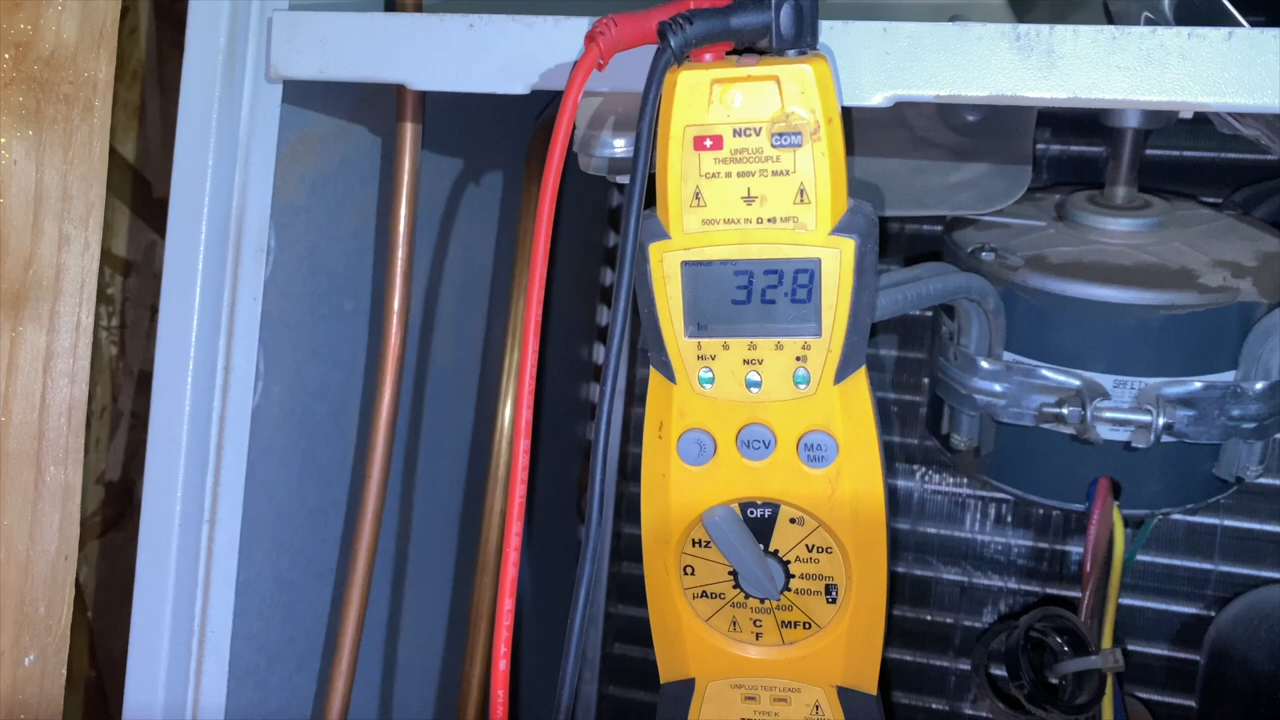 NCV
COM
UNPLUG
THERMOCOUPLE
CAT. III 600V MAX
500V MAX IN Ω MFD
RANGE
32.8
0 10 20 30 40
Hi-V NCV
NCV
MAX
MIN
OFF
Hz
VDC
Auto
Ω
4000m
400m
µADC
400 1000 400
°C
°F
MFD
UNPLUG TEST LEADS
TYPE K